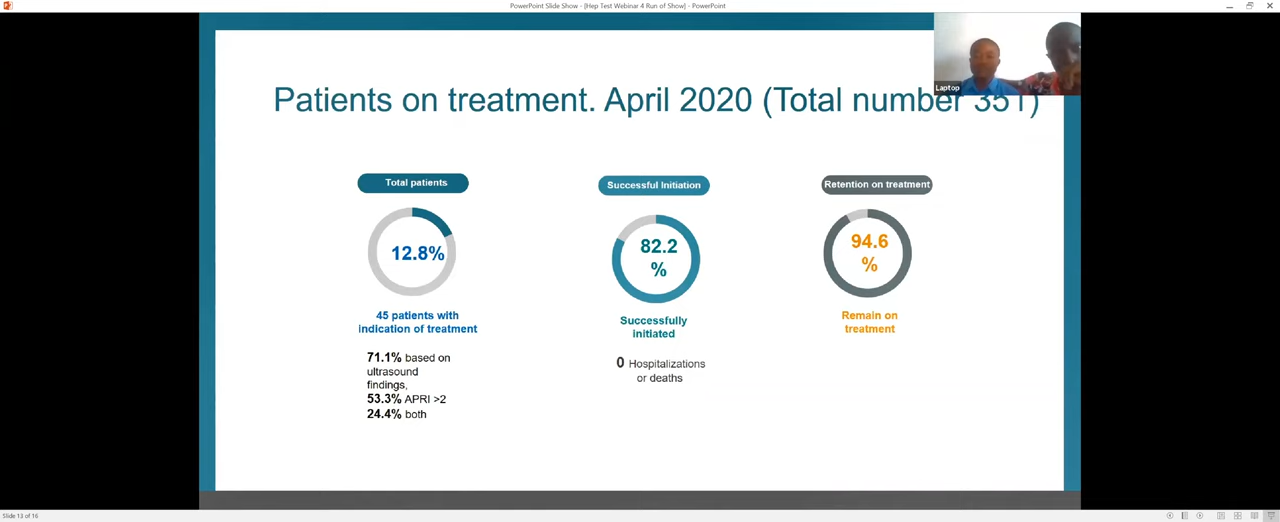 PowerPoint Slide Show - [Hep Test Webinar 4 Run of Show] - PowerPoint
Laptop
Patients on treatment. April 2020 (Total number 351)
Total patients
Successful Initiation
Retention on treatment
12.8%
82.2
%
94.6
%
45 patients with
indication of treatment
Successfully
initiated
Remain on
treatment
71.1% based on
ultrasound
findings,
53.3% APRI >2
24.4% both
0 Hospitalizations
or deaths
Slide 13 of 16